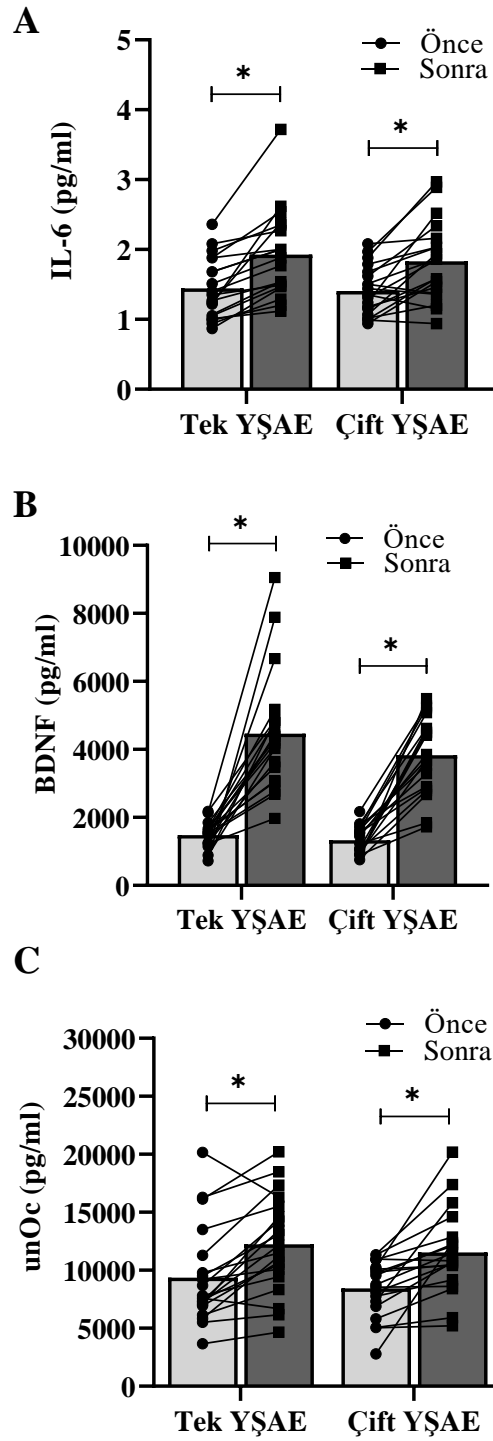 A
Önce
Sonra
*
*
IL-6 (pg/ml)
5
4
3
2
1
0
Tek YŞAE
Çift YŞAE
B
Önce
Sonra
*
*
BDNF (pg/ml)
10000
8000
6000
4000
2000
0
Tek YŞAE
Çift YŞAE
C
Önce
Sonra
*
*
unOc (pg/ml)
30000
25000
20000
15000
10000
5000
0
Tek YŞAE
Çift YŞAE